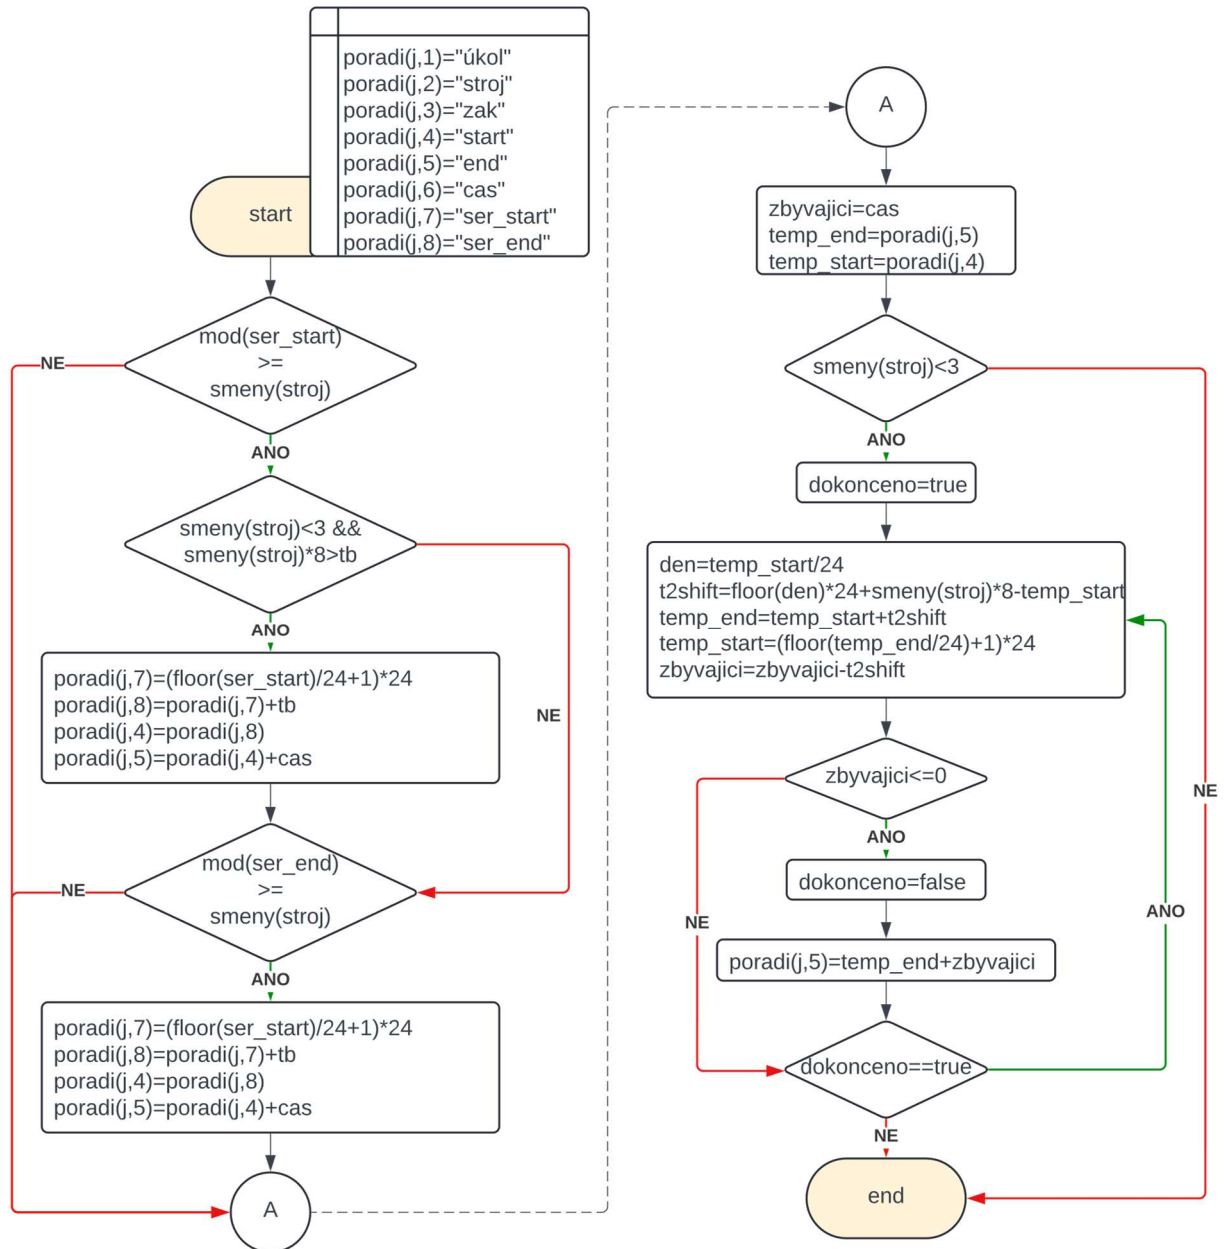 poradi(j,1)="úkol"
poradi(j,2)="stroj"
poradi(j,3)="zak"
poradi(j,4)="start"
poradi(j,5)="end"
poradi(j,6)="cas"
poradi(j,7)="ser_start"
poradi(j,8)="ser_end"
start
mod(ser_start)
>=
smeny(stroj)
NE
ANO
smeny(stroj)<3 &&
smeny(stroj)*8>tb
ANO
NE
poradi(j,7)=(floor(ser_start)/24+1)*24
poradi(j,8)=poradi(j,7)+tb
poradi(j,4)=poradi(j,8)
poradi(j,5)=poradi(j,4)+cas
mod(ser_end)
>=
smeny(stroj)
NE
ANO
poradi(j,7)=(floor(ser_start)/24+1)*24
poradi(j,8)=poradi(j,7)+tb
poradi(j,4)=poradi(j,8)
poradi(j,5)=poradi(j,4)+cas
A
A
zbyvajici=cas
temp_end=poradi(j,5)
temp_start=poradi(j,4)
smeny(stroj)<3
ANO
NE
dokonceno=true
den=temp_start/24
t2shift=floor(den)*24+smeny(stroj)*8-temp_start
temp_end=temp_start+t2shift
temp_start=(floor(temp_end/24)+1)*24
zbyvajici=zbyvajici-t2shift
zbyvajici<=0
ANO
NE
dokonceno=false
poradi(j,5)=temp_end+zbyvajici
dokonceno==true
ANO
NE
end